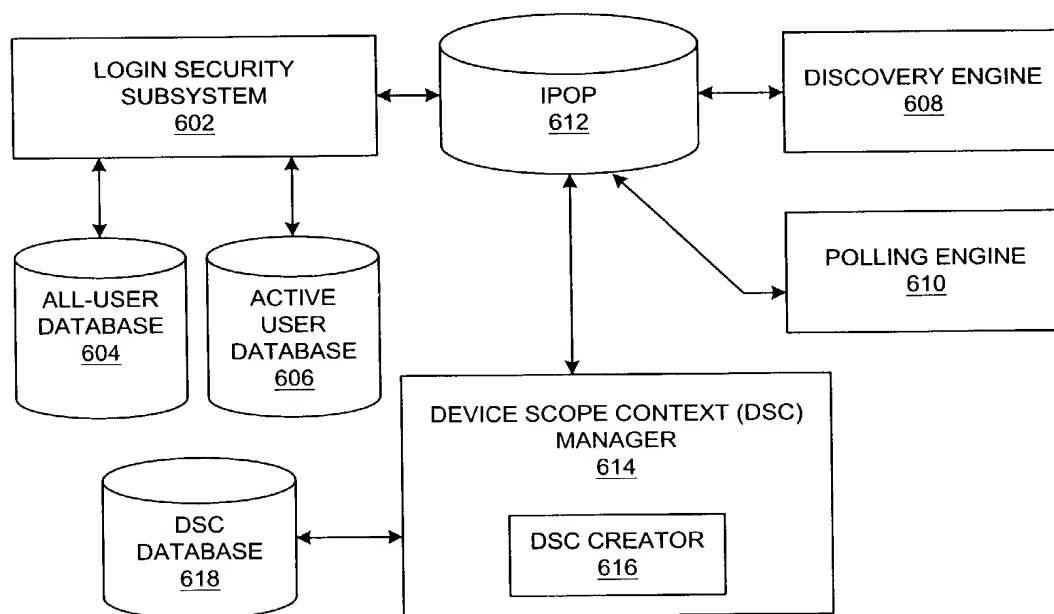 LOGIN SECURITY
SUBSYSTEM
602
IPOP
612
DISCOVERY ENGINE
608
POLLING ENGINE
610
ALL-USER
DATABASE
604
ACTIVE
USER
DATABASE
606
DEVICE SCOPE CONTEXT (DSC)
MANAGER
614
DSC CREATOR
616
DSC
DATABASE
618